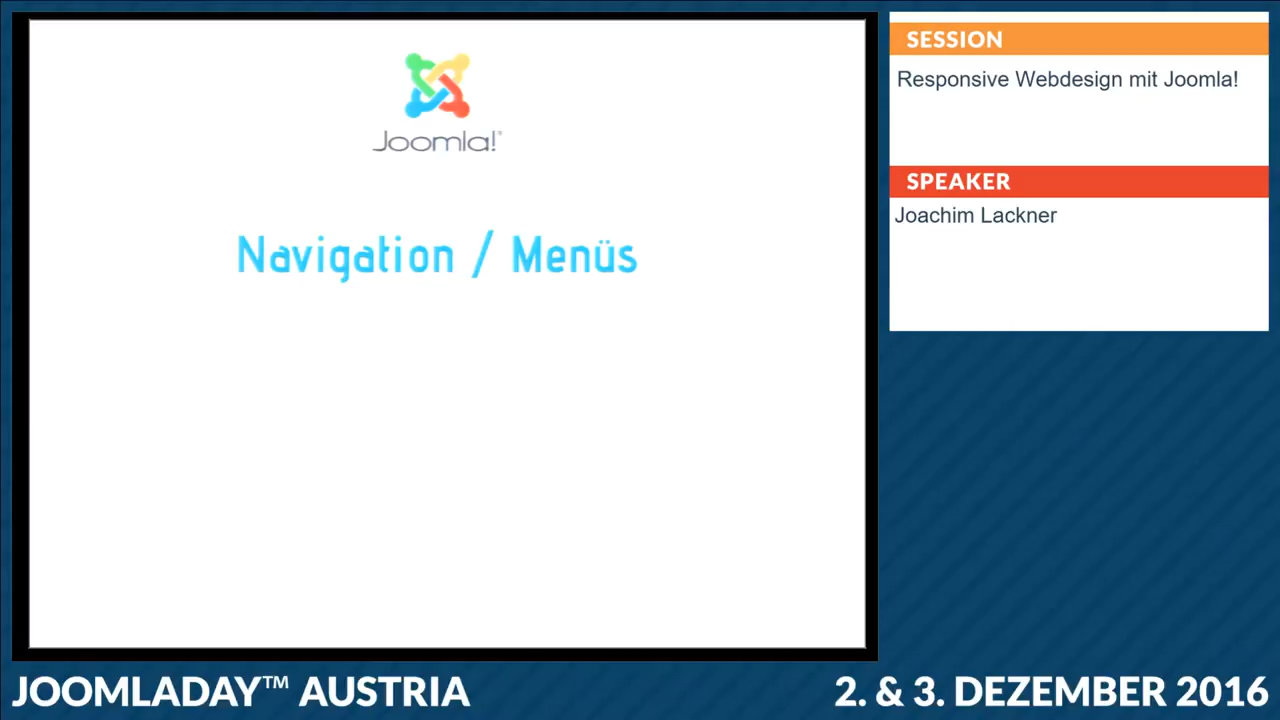 Joomla!®
Navigation / Menüs
SESSION
Responsive Webdesign mit Joomla!
SPEAKER
Joachim Lackner
JOOMLADAY™ AUSTRIA
2. & 3. DEZEMBER 2016